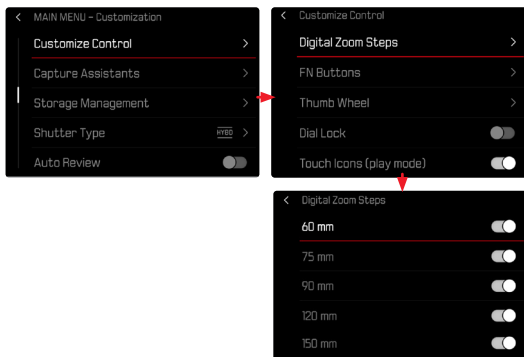 MAIN MENU – Customization
Customize Control
Capture Assistants
Storage Management
Shutter Type HYBD
Auto Review
Customize Control
Digital Zoom Steps
FN Buttons
Thumb Wheel
Dial Lock
Touch Icons (play mode)
Digital Zoom Steps
60 mm
75 mm
90 mm
120 mm
150 mm